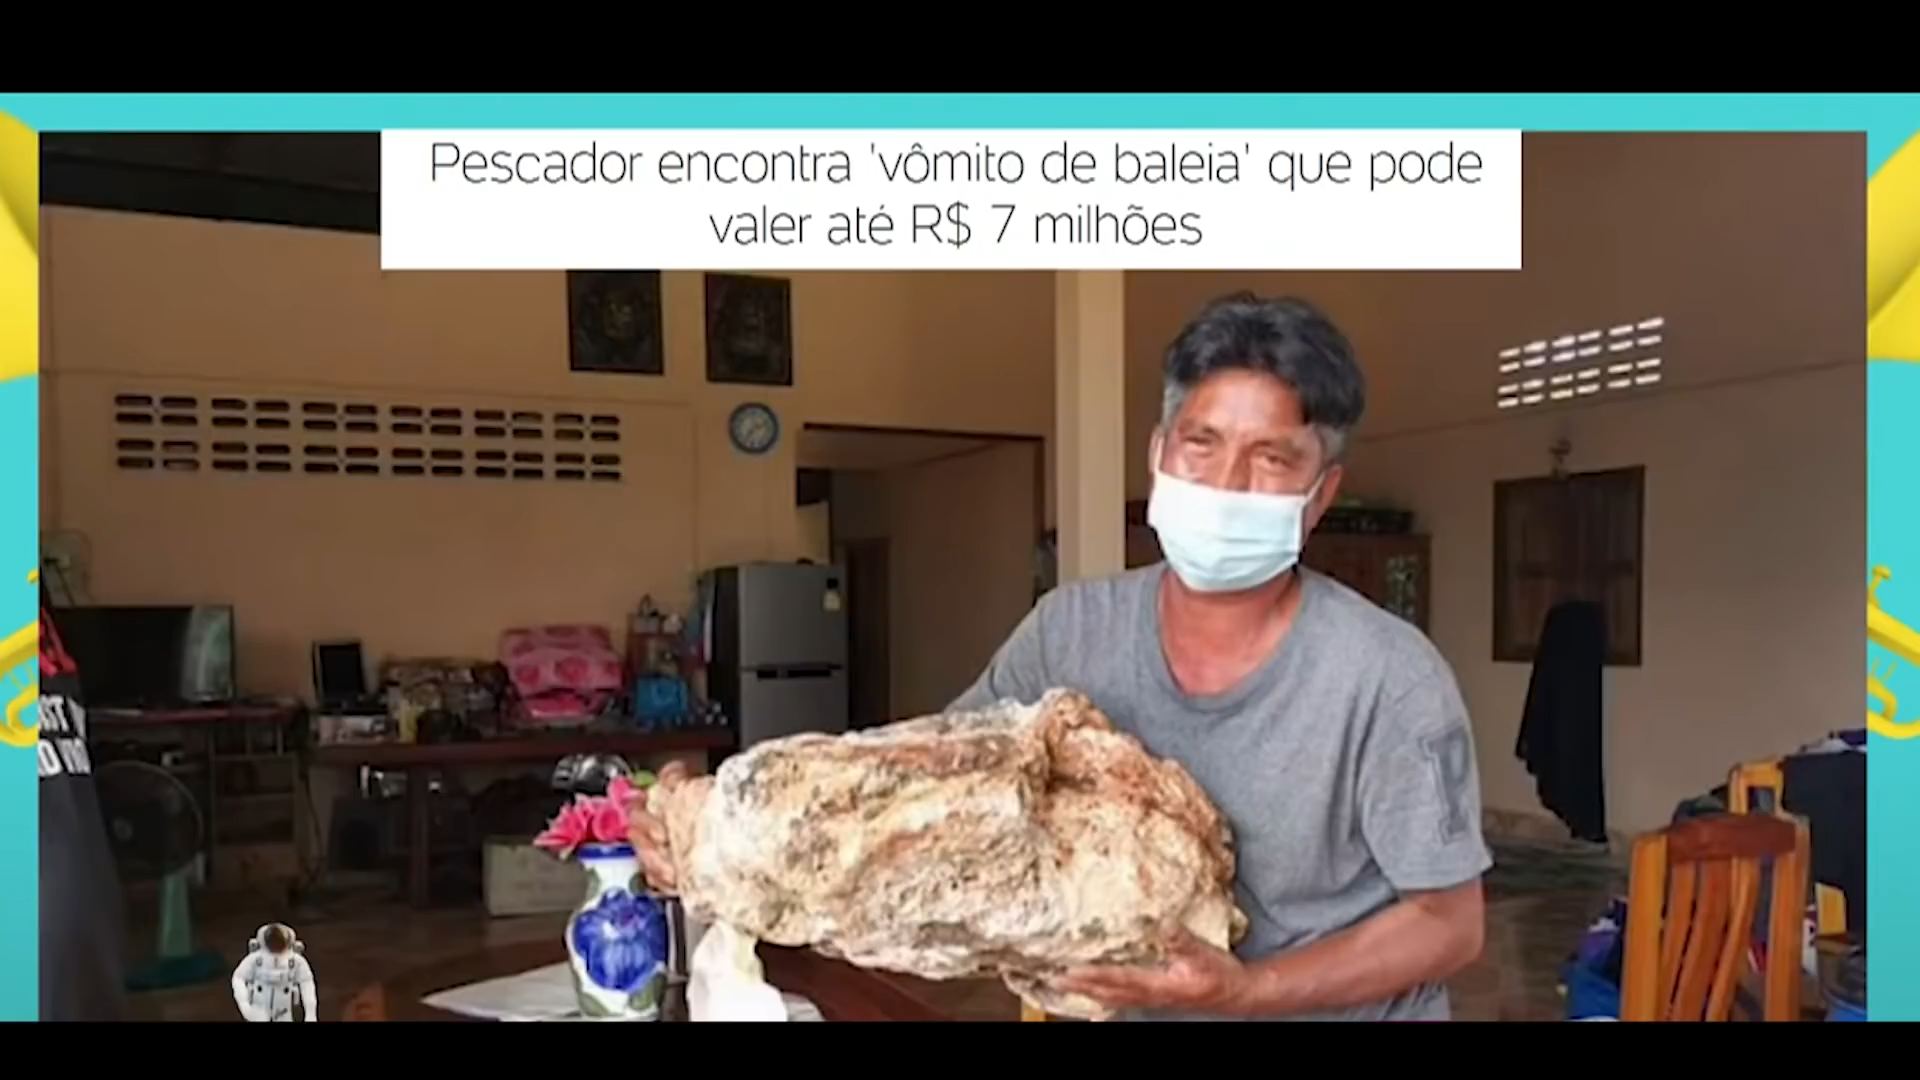 Pescador encontra 'vômito de baleia' que pode
valer até R$ 7 milhões
P